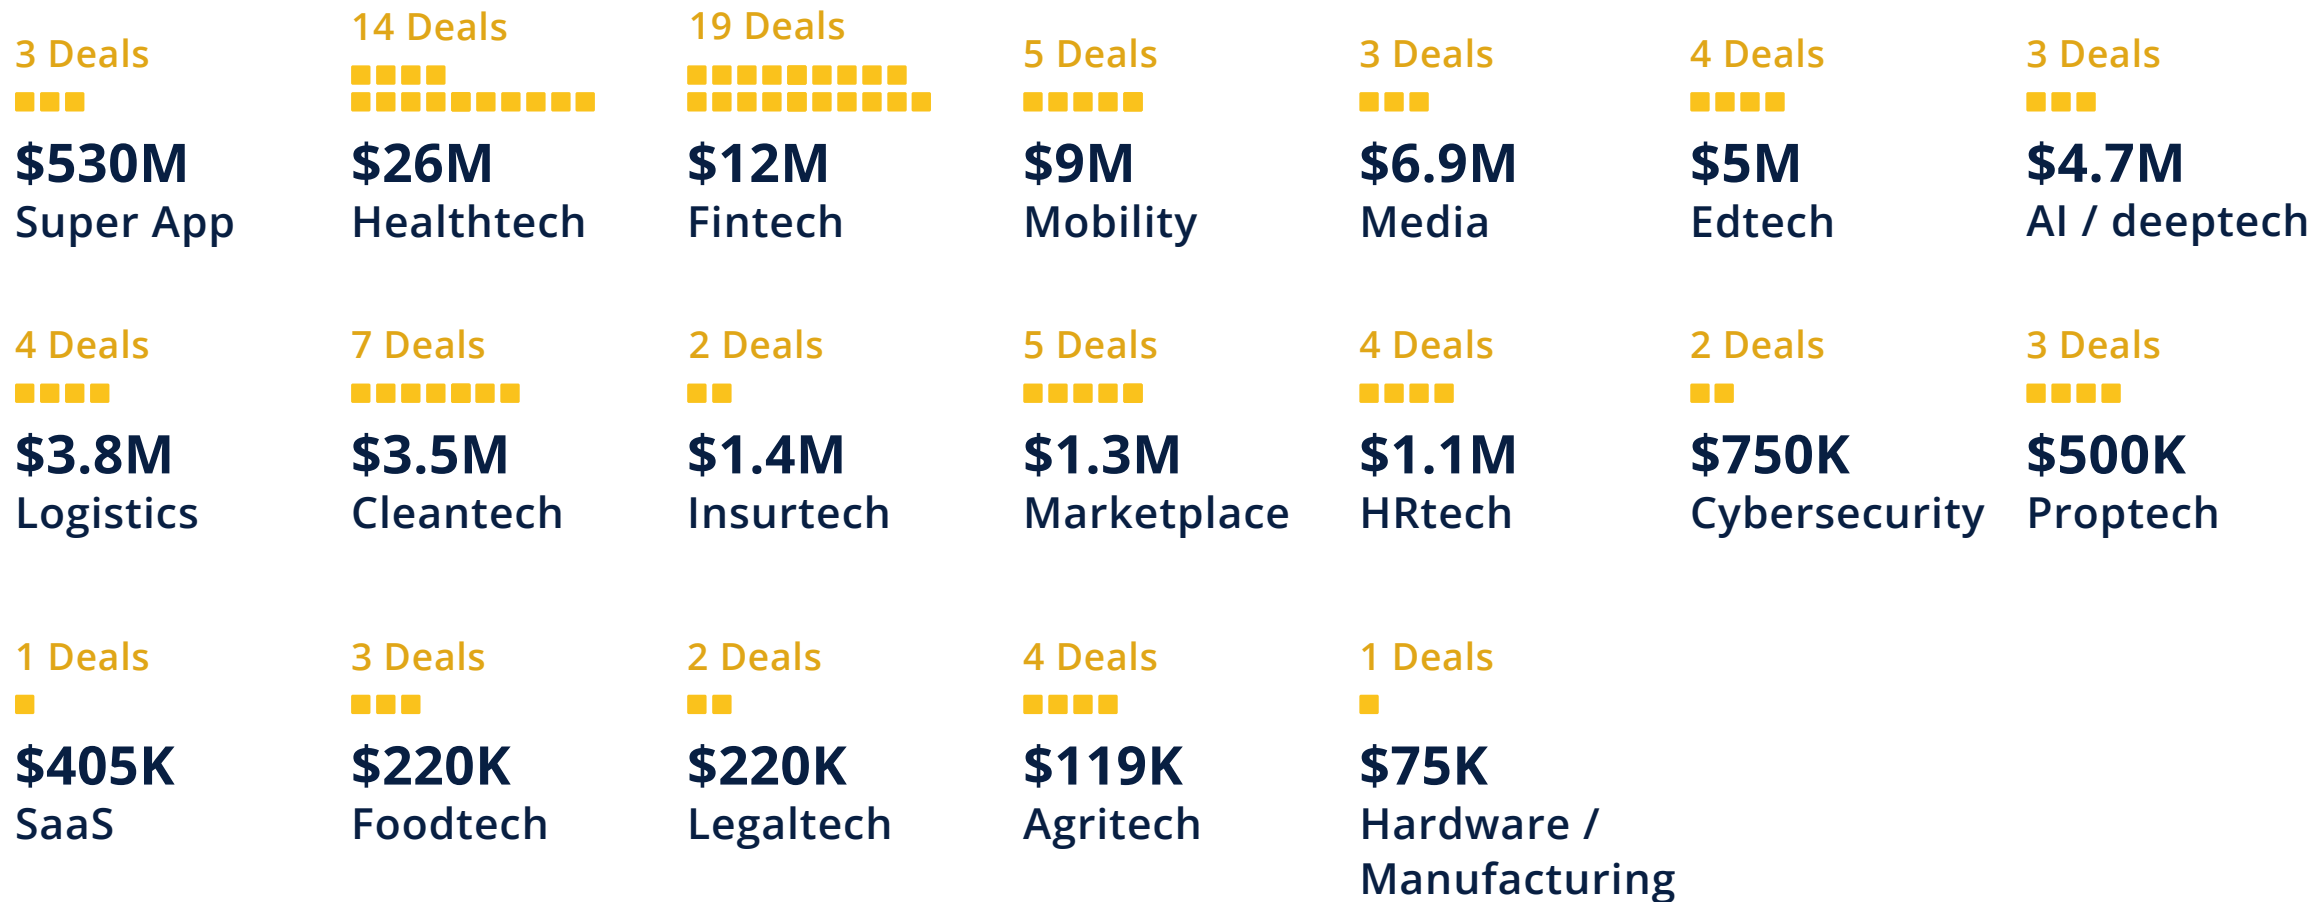 3 Deals
$530M
Super App
14 Deals
$26M
Healthtech
19 Deals
$12M
Fintech
5 Deals
$9M
Mobility
3 Deals
$6.9M
Media
4 Deals
$5M
Edtech
3 Deals
$4.7M
AI / deeptech
4 Deals
$3.8M
Logistics
7 Deals
$3.5M
Cleantech
2 Deals
$1.4M
Insurtech
5 Deals
$1.3M
Marketplace
4 Deals
$1.1M
HRtech
2 Deals
$750K
Cybersecurity
3 Deals
$500K
Proptech
1 Deals
$405K
SaaS
3 Deals
$220K
Foodtech
2 Deals
$220K
Legaltech
4 Deals
$119K
Agritech
1 Deals
$75K
Hardware /
Manufacturing